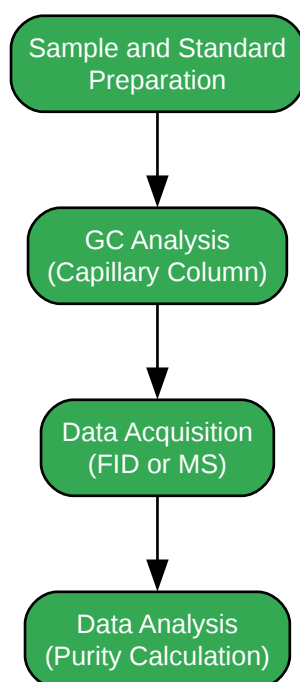 Sample and Standard
Preparation
GC Analysis
(Capillary Column)
Data Acquisition
(FID or MS)
Data Analysis
(Purity Calculation)